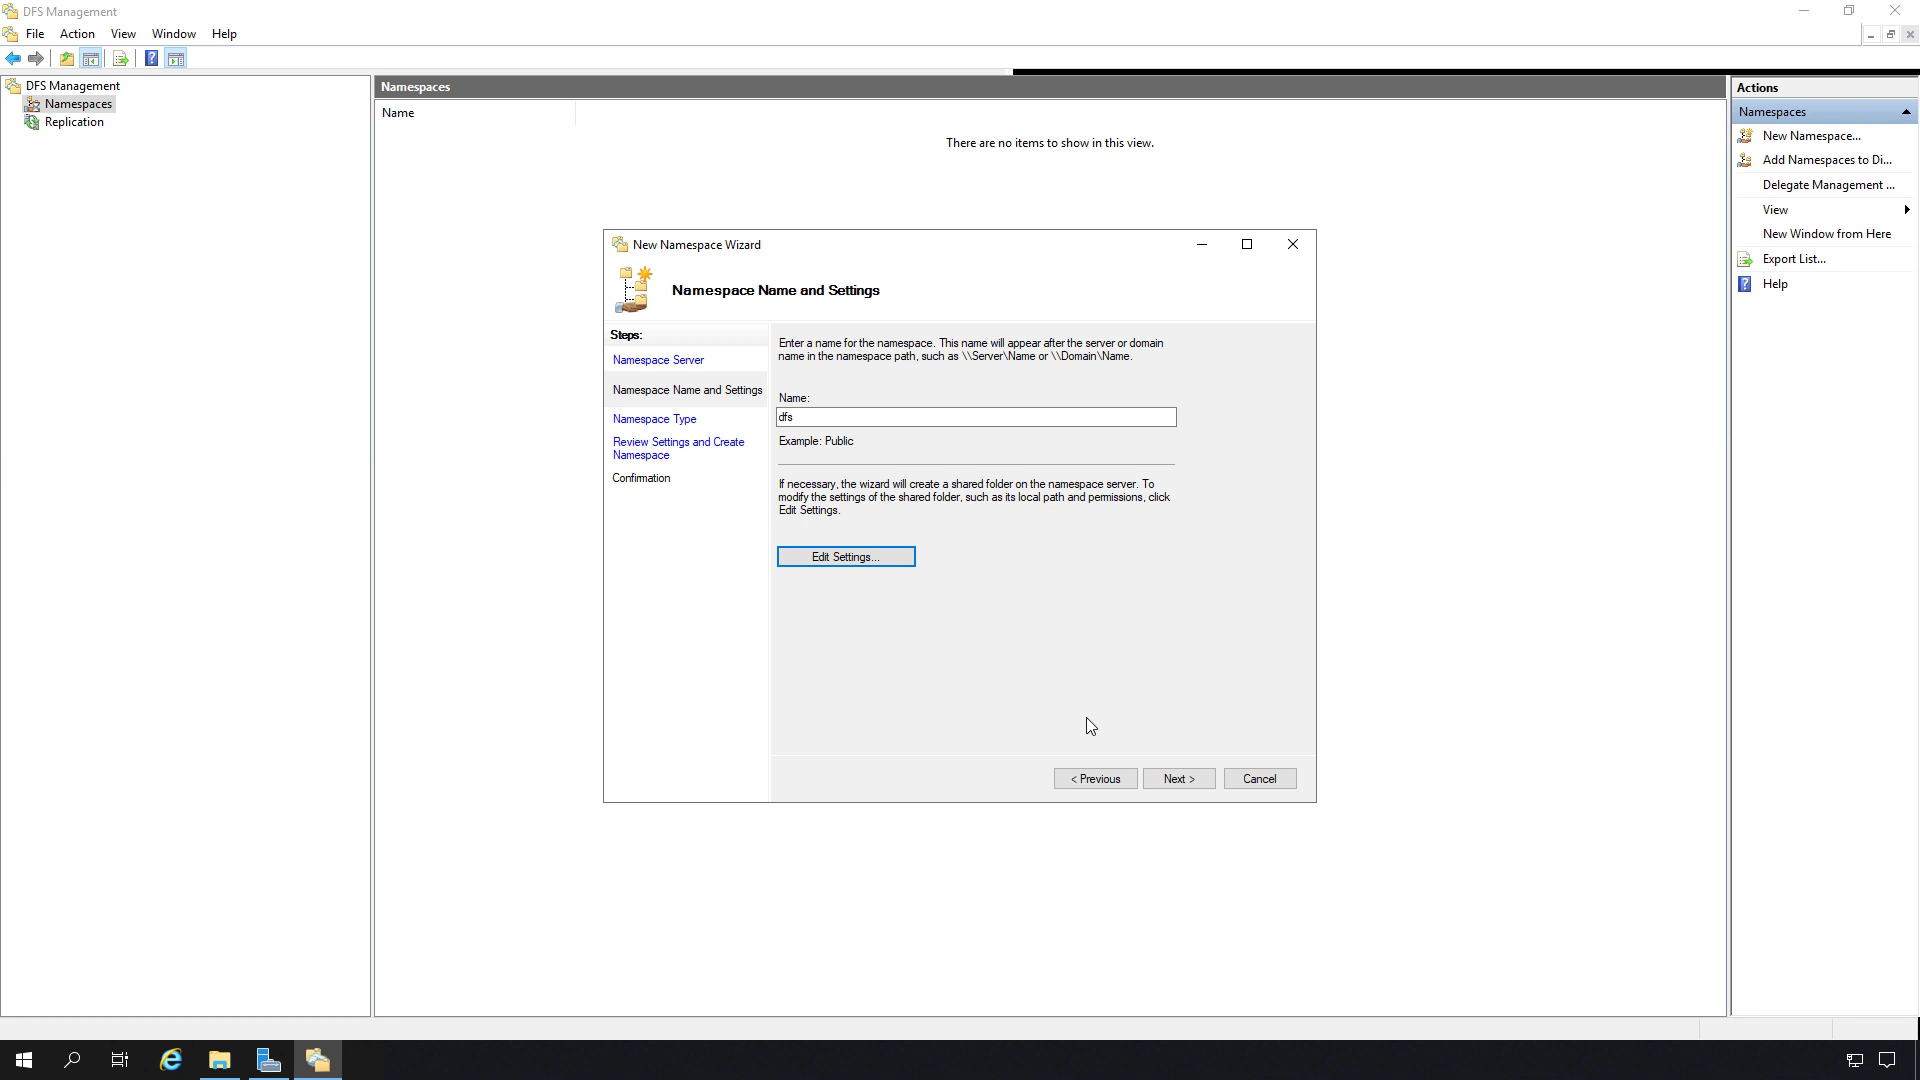 DFS Management
File Action View Window Help
DFS Management
Namespaces
Replication
Namespaces
Name
There are no items to show in this view.
New Namespace Wizard
Namespace Name and Settings
Steps:
Namespace Server
Namespace Name and Settings
Namespace Type
Review Settings and Create
Namespace
Confirmation
Enter a name for the namespace. This name will appear after the server or domain
name in the namespace path, such as \\Server\Name or \\Domain\Name.
Name:
dfs
Example: Public
If necessary, the wizard will create a shared folder on the namespace server. To
modify the settings of the shared folder, such as its local path and permissions, click
Edit Settings.
Edit Settings...
< Previous
Next >
Cancel
Actions
Namespaces
New Namespace...
Add Namespaces to Di...
Delegate Management ...
View
New Window from Here
Export List...
Help